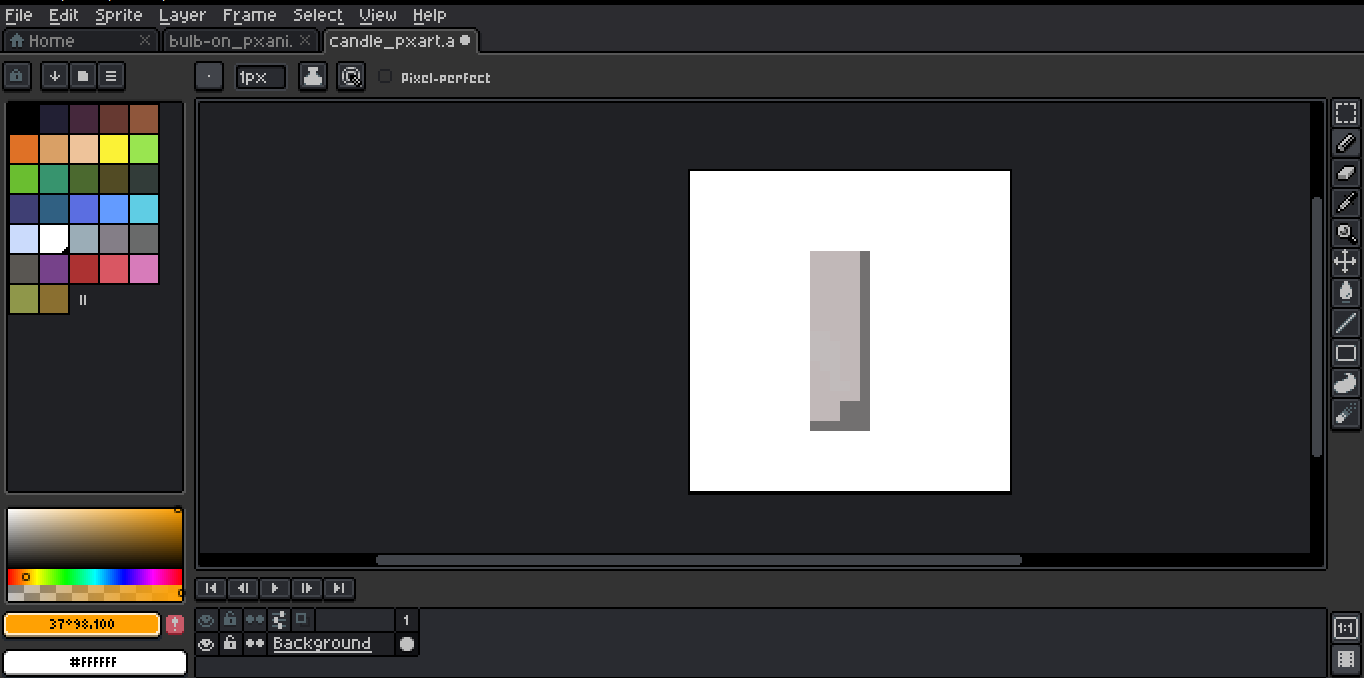 File Edit Sprite Layer Frame Select View Help
Home bulb-on_pxani. candle_pxart.a
1px Pixel-perfect
37°98.100
1
Background
#FFFFFF
1:1